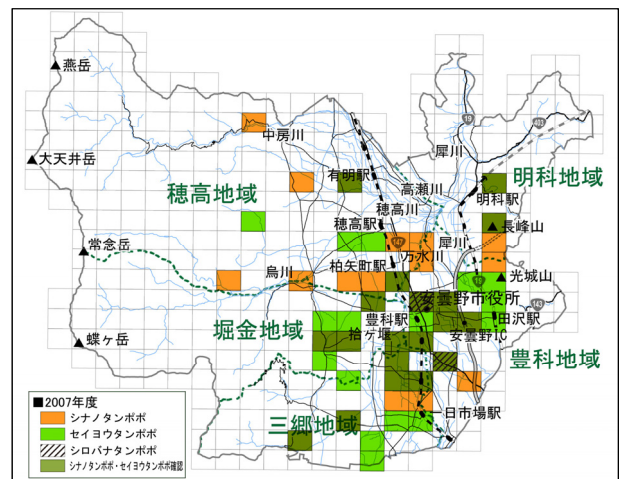 燕岳
中房川
19
403
犀川
大天井岳
有明駅
高瀬川
明科地域
明科駅
穂高地域
穂高川
穂高駅
長峰山
犀川
常念岳
147
万水川
柏矢町駅
烏川
光城山
19
安曇野市役所
143
堀金地域
豊科駅
田沢駅
拾ケ堰
安曇野IC
蝶ヶ岳
豊科地域
■2007年度
シナノタンポポ
セイヨウタンポポ
シロバナタンポポ
シナノタンポポ・セイヨウタンポポ確認
三郷地域
日市場駅